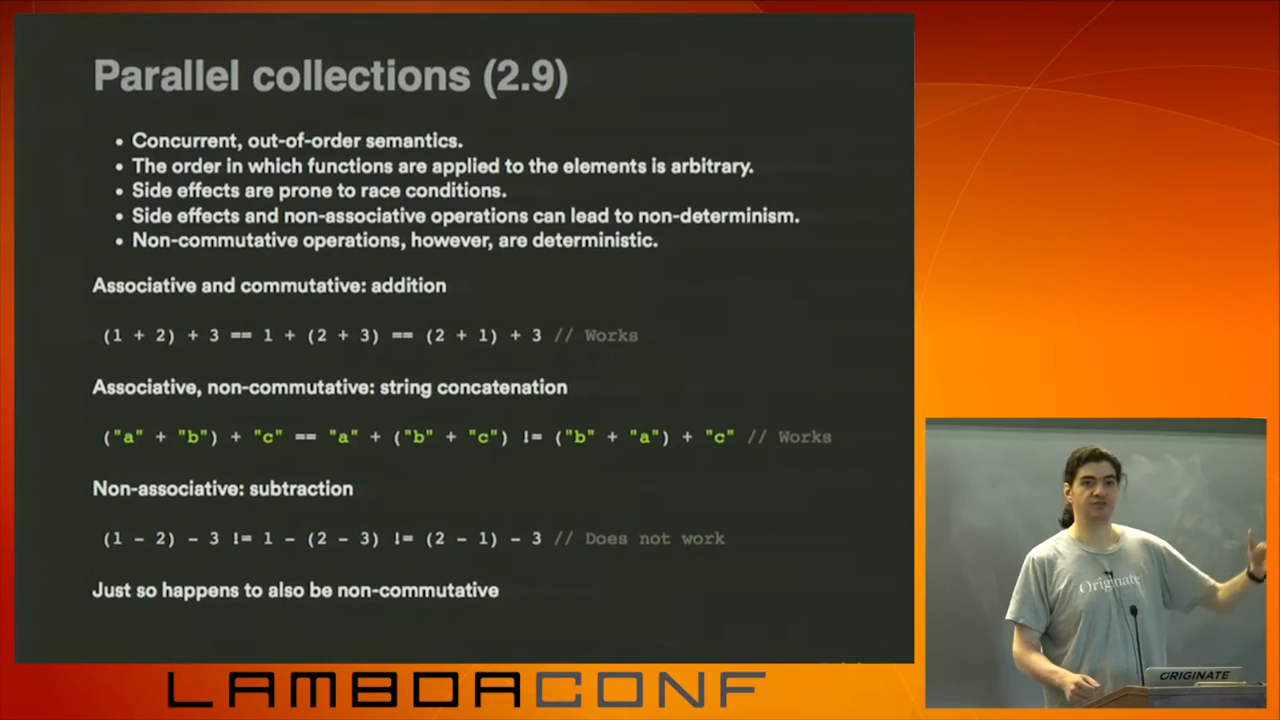 Parallel collections (2.9)
• Concurrent, out-of-order semantics.
• The order in which functions are applied to the elements is arbitrary.
• Side effects are prone to race conditions.
• Side effects and non-associative operations can lead to non-determinism.
• Non-commutative operations, however, are deterministic.
Associative and commutative: addition
(1 + 2) + 3 == 1 + (2 + 3) == (2 + 1) + 3 // Works
Associative, non-commutative: string concatenation
("a" + "b") + "c" == "a" + ("b" + "c") != ("b" + "a") + "c" // Works
Non-associative: subtraction
(1 - 2) - 3 != 1 - (2 - 3) != (2 - 1) - 3 // Does not work
Just so happens to also be non-commutative
Originate
ORIGINATE
LAMBDACONF